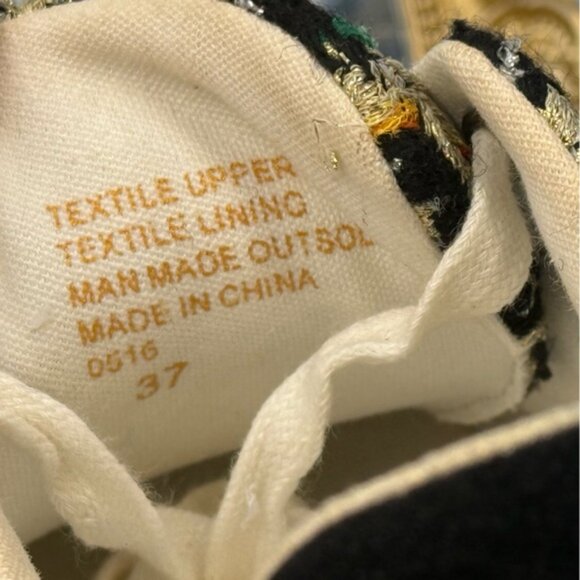 TEXTILE UPPER
TEXTILE LINING
MAN MADE OUTSOL
MADE IN CHINA
0516
37